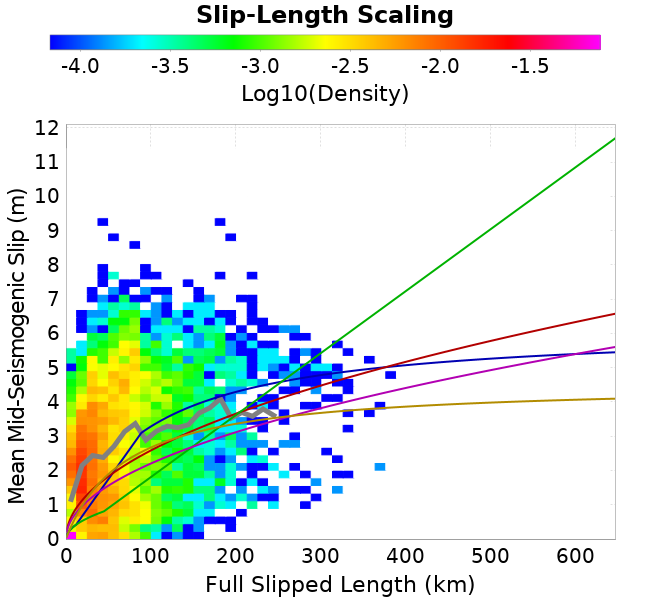 Slip-Length Scaling
-4.0 -3.5 -3.0 -2.5 -2.0 -1.5
Log10(Density)
Mean Mid-Seismogenic Slip (m)
12
11
10
9
8
7
6
5
4
3
2
1
0
0 100 200 300 400 500 600
Full Slipped Length (km)